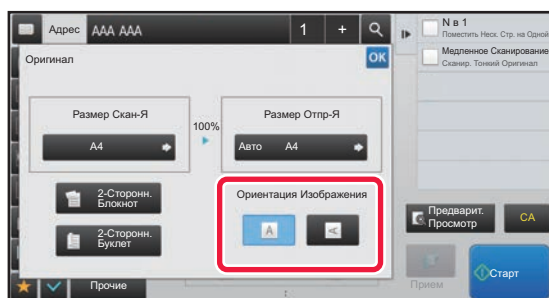 Адрес AAA AAA 1 +
N в 1
Поместить Неск. Стр. на Одной
Медленное Сканирование
Сканир. Тонкий Оригинал
Оригинал OK
Размер Скан-Я
100%
Размер Отпр-Я
A4
Авто A4
2-Сторонн.
Блокнот
2-Сторонн.
Буклет
Ориентация Изображения
A
A
Предварит.
Просмотр
CA
Прочие
Прием
Старт